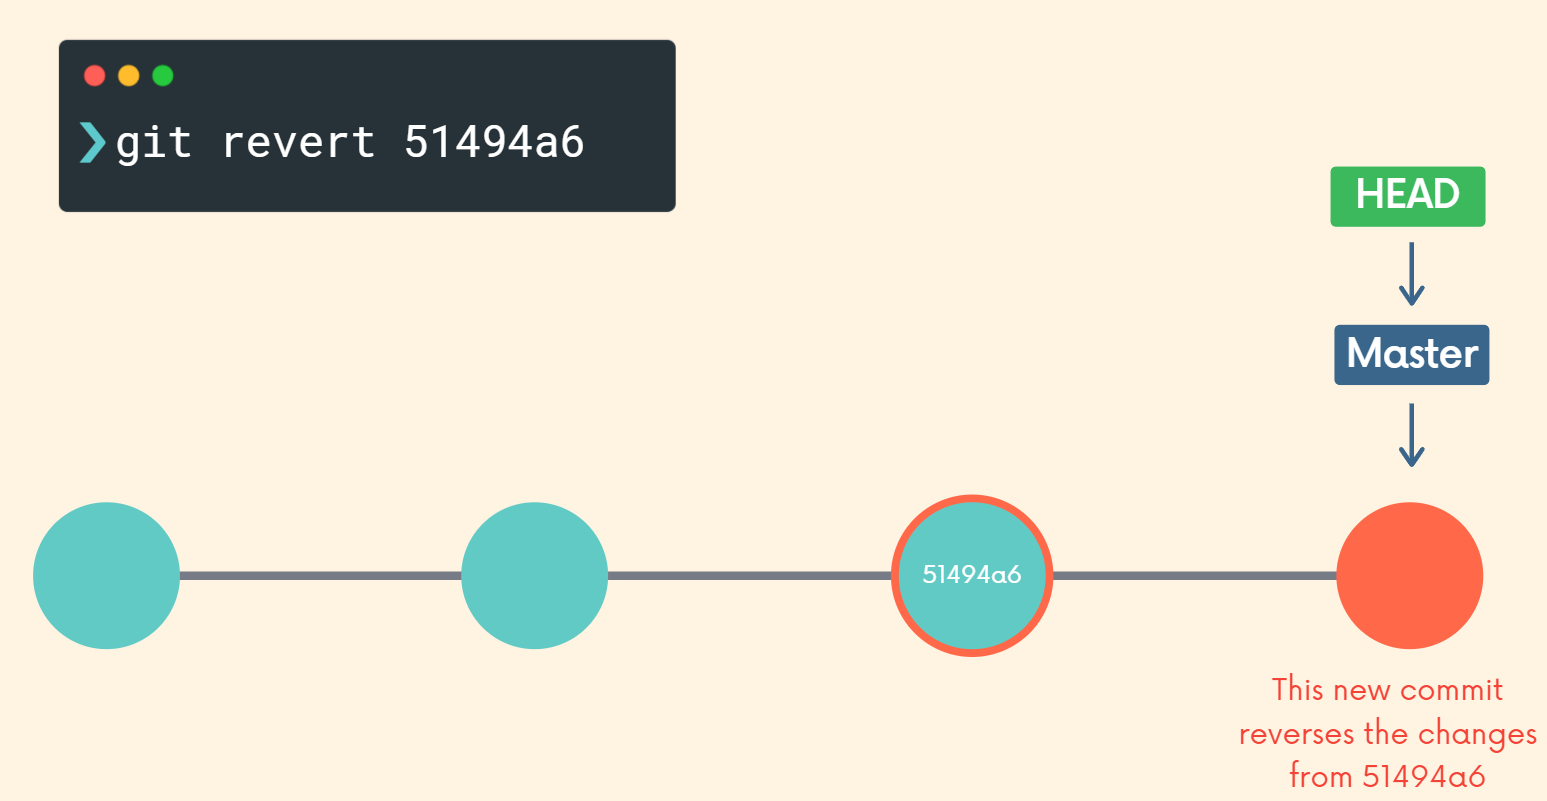 ❯git revert 51494a6
HEAD
Master
51494a6
This new commit
reverses the changes
from 51494a6